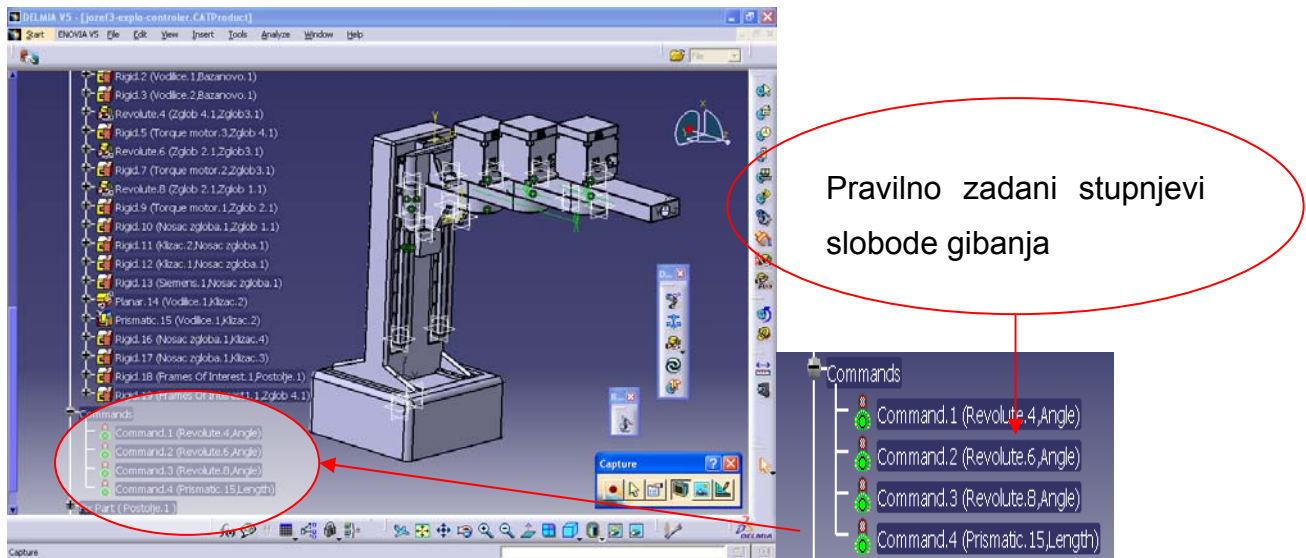 DELMIA V5 - [jozef3-explo-controler.CATProduct]
Start ENOVIA V5 File Edit View Insert Tools Analyze Window Help
File
Rigid.2 (Vodilice.1,Bazanovo.1)
Rigid.3 (Vodilice.2,Bazanovo.1)
Revolute.4 (Zglob 4.1,Zglob3.1)
Rigid.5 (Torque motor.3,Zglob 4.1)
Revolute.6 (Zglob 2.1,Zglob3.1)
Rigid.7 (Torque motor.2,Zglob3.1)
Revolute.8 (Zglob 2.1,Zglob 1.1)
Rigid.9 (Torque motor.1,Zglob 2.1)
Rigid.10 (Nosac zgloba.1,Zglob 1.1)
Rigid.11 (Klizac.2,Nosac zgloba.1)
Rigid.12 (Klizac.1,Nosac zgloba.1)
Rigid.13 (Siemens.1,Nosac zgloba.1)
Planar.14 (Vodilice.1,Klizac.2)
Prismatic.15 (Vodilice.1,Klizac.2)
Rigid.16 (Nosac zgloba.1,Klizac.4)
Rigid.17 (Nosac zgloba.1,Klizac.3)
Rigid.18 (Frames Of Interest.1,Postolje.1)
Rigid.19 (Frames Of Interest1.1,Zglob 4.1)
Commands
Command.1 (Revolute.4,Angle)
Command.2 (Revolute.6,Angle)
Command.3 (Revolute.8,Angle)
Command.4 (Prismatic.15,Length)
Part ( Postolje.1 )
Capture
DELMIA
Capture
Pravilno zadani stupnjevi
slobode gibanja
Commands
Command.1 (Revolute.4,Angle)
Command.2 (Revolute.6,Angle)
Command.3 (Revolute.8,Angle)
Command.4 (Prismatic.15,Length)